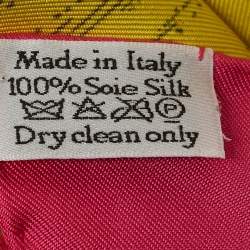 Made in Italy
100% Soie Silk
P
Dry clean only